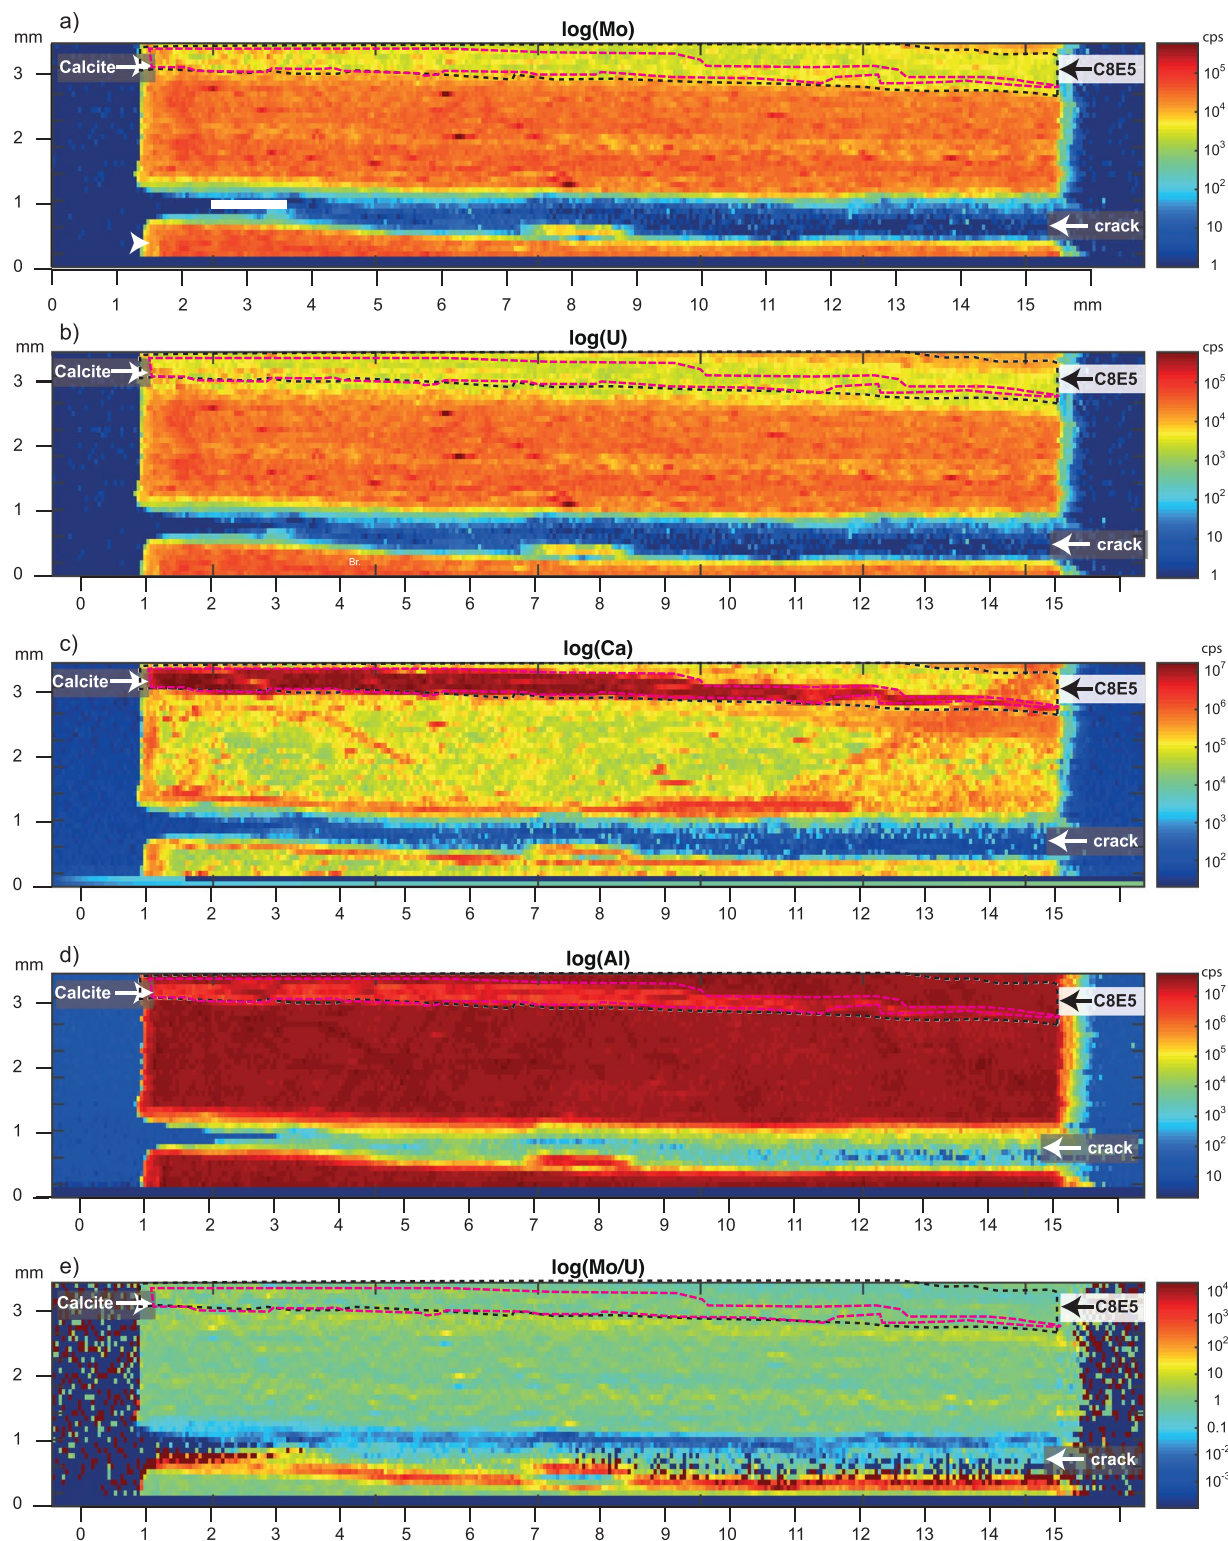 a)
log(Mo)
mm
cps
Calcite
C8E5
3
2
1
0
crack
10⁵
10⁴
10³
10²
10
1
0 1 2 3 4 5 6 7 8 9 10 11 12 13 14 15 mm
b)
log(U)
mm
cps
Calcite
C8E5
3
2
1
0
crack
Br.
10⁵
10⁴
10³
10²
10
1
0 1 2 3 4 5 6 7 8 9 10 11 12 13 14 15
c)
log(Ca)
mm
cps
Calcite
C8E5
3
2
1
0
crack
10⁷
10⁶
10⁵
10⁴
10³
10²
0 1 2 3 4 5 6 7 8 9 10 11 12 13 14 15
d)
log(Al)
mm
cps
Calcite
C8E5
3
2
1
0
crack
10⁷
10⁶
10⁵
10⁴
10³
10²
10
0 1 2 3 4 5 6 7 8 9 10 11 12 13 14 15
e)
log(Mo/U)
mm
Calcite
C8E5
3
2
1
0
crack
10⁴
10³
10²
10
1
0.1
10⁻²
10⁻³
0 1 2 3 4 5 6 7 8 9 10 11 12 13 14 15